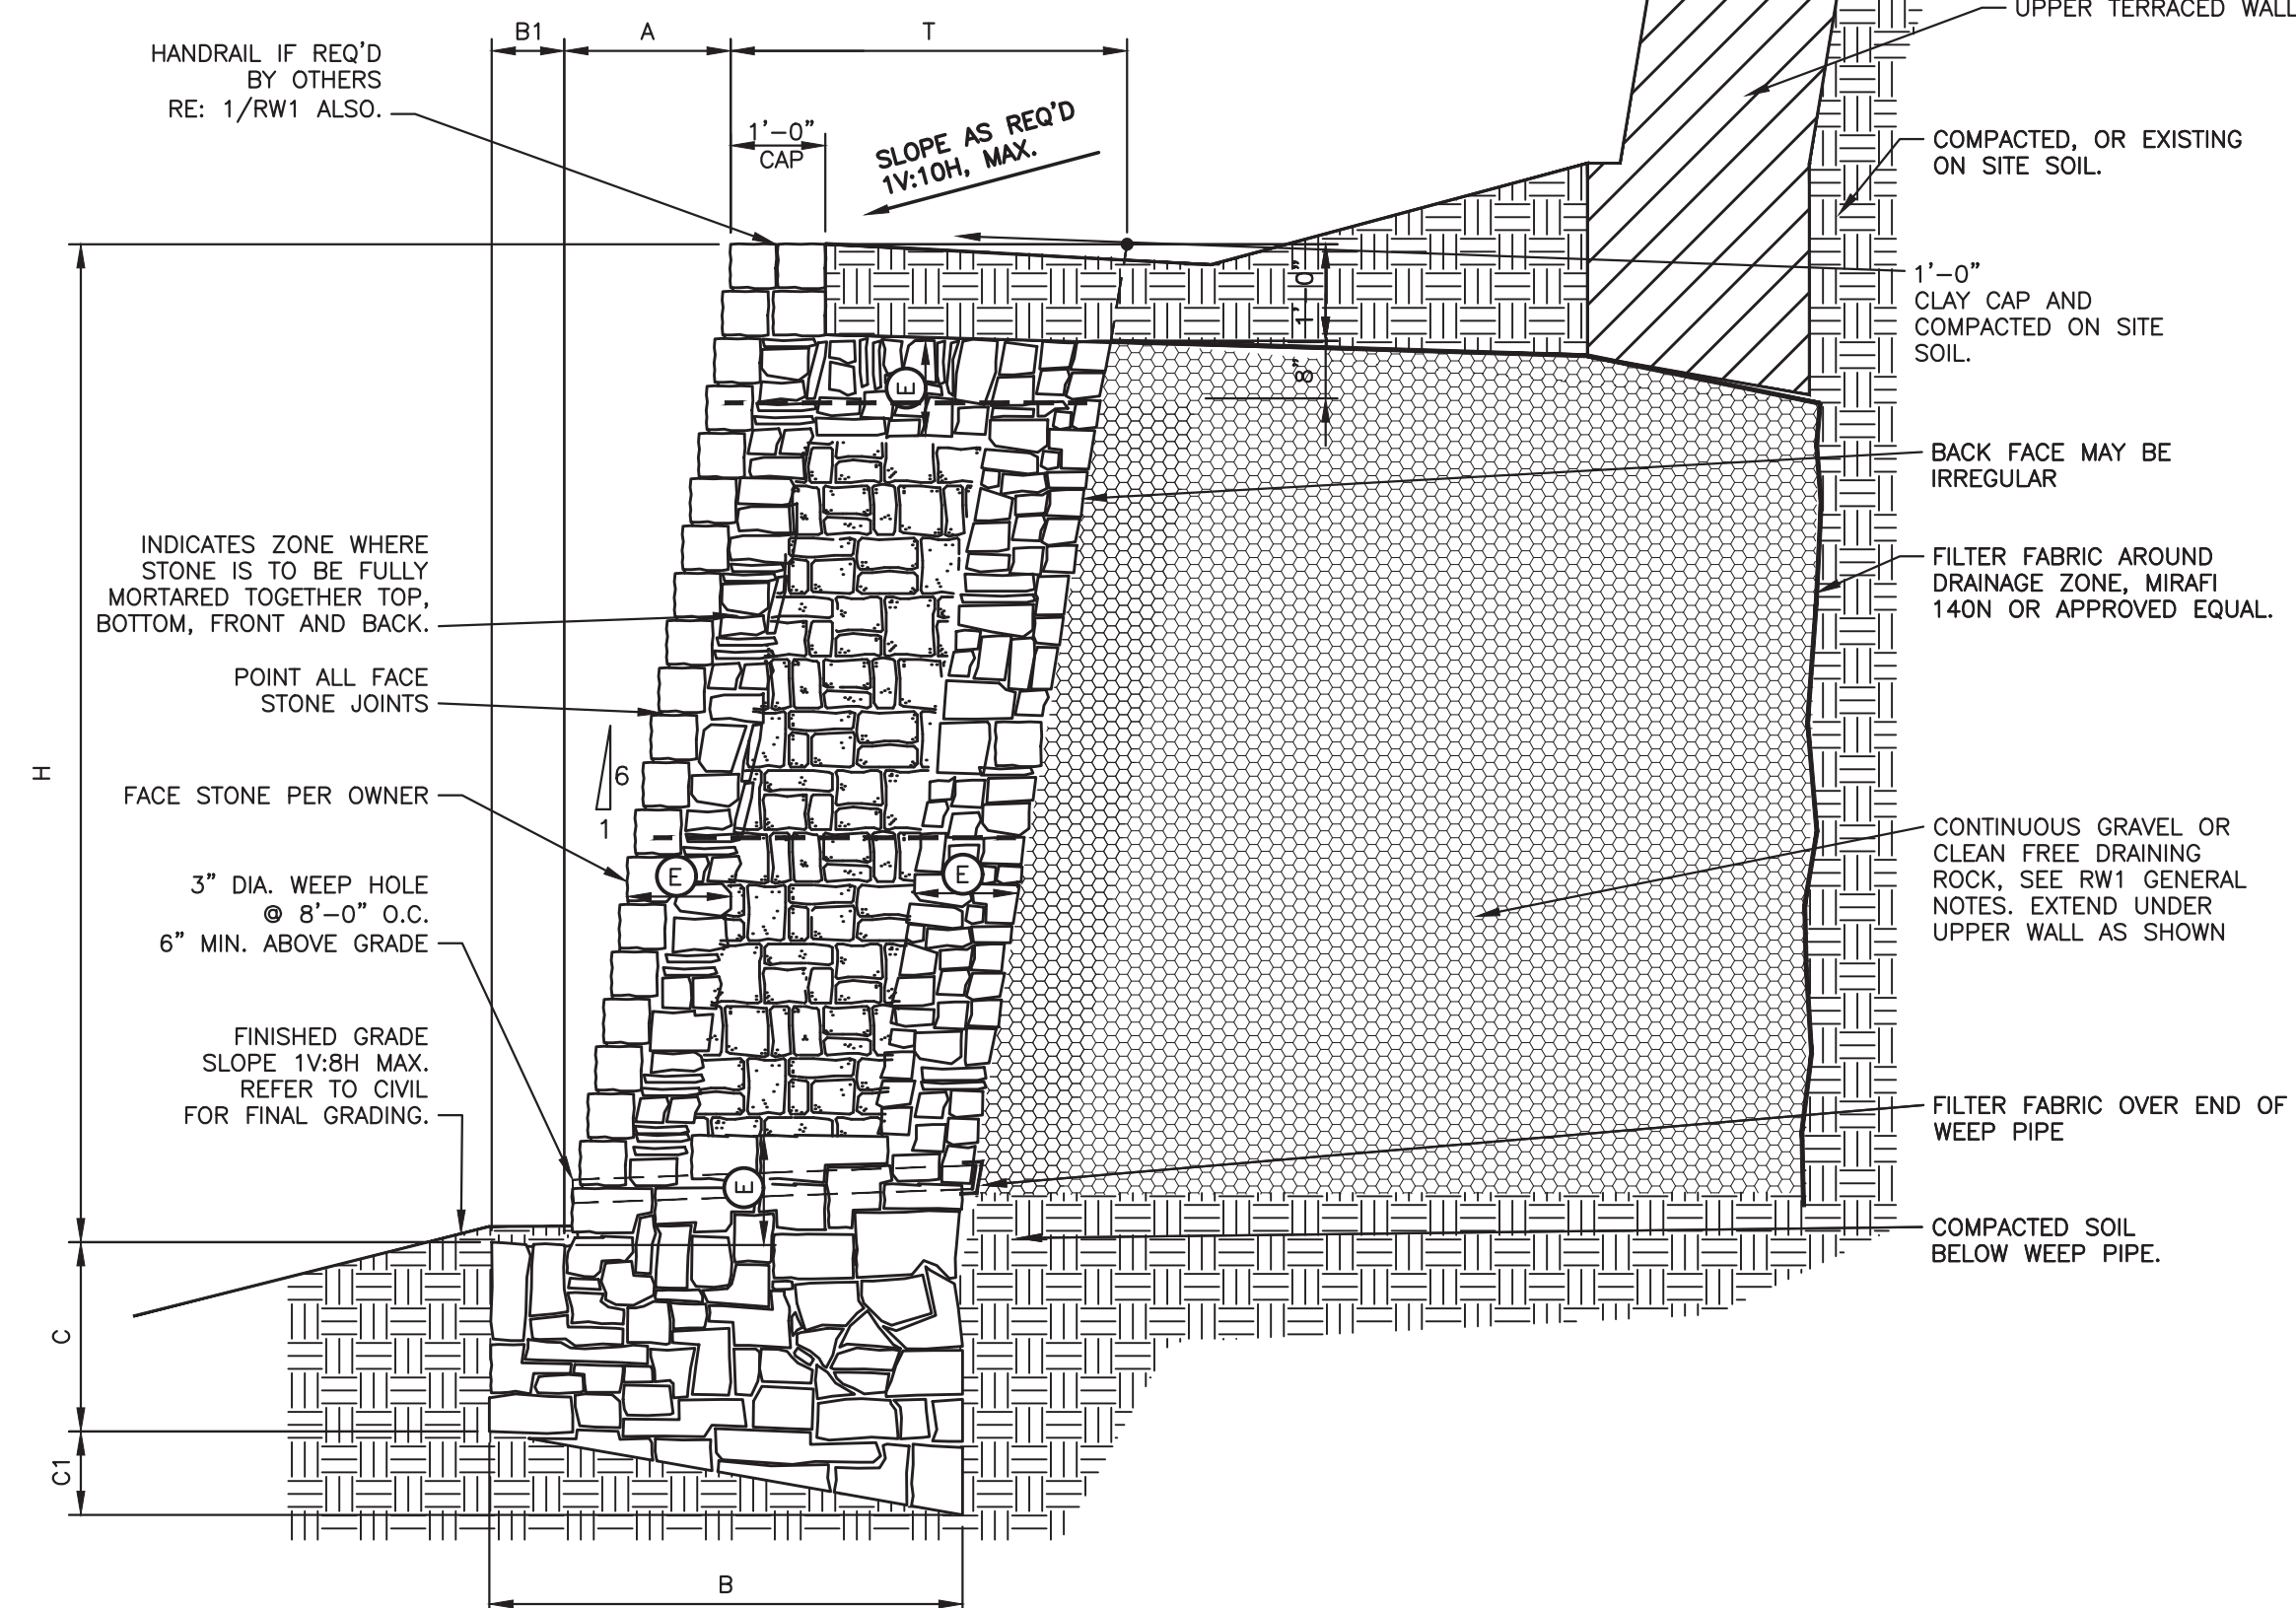 B1
A
T
UPPER TERRACED WALL
HANDRAIL IF REQ'D
BY OTHERS
RE: 1/RW1 ALSO.
1'-0"
CAP
SLOPE AS REQ'D
1V:10H, MAX.
COMPACTED, OR EXISTING
ON SITE SOIL.
1'-0"
CLAY CAP AND
COMPACTED ON SITE
SOIL.
1'-0"
8"
E
BACK FACE MAY BE
IRREGULAR
INDICATES ZONE WHERE
STONE IS TO BE FULLY
MORTARED TOGETHER TOP,
BOTTOM, FRONT AND BACK.
FILTER FABRIC AROUND
DRAINAGE ZONE, MIRAFI
140N OR APPROVED EQUAL.
POINT ALL FACE
STONE JOINTS
H
6
1
FACE STONE PER OWNER
E
E
3" DIA. WEEP HOLE
@ 8'-0" O.C.
6" MIN. ABOVE GRADE
CONTINUOUS GRAVEL OR
CLEAN FREE DRAINING
ROCK, SEE RW1 GENERAL
NOTES. EXTEND UNDER
UPPER WALL AS SHOWN
FINISHED GRADE
SLOPE 1V:8H MAX.
REFER TO CIVIL
FOR FINAL GRADING.
FILTER FABRIC OVER END OF
WEEP PIPE
E
COMPACTED SOIL
BELOW WEEP PIPE.
C
C1
B